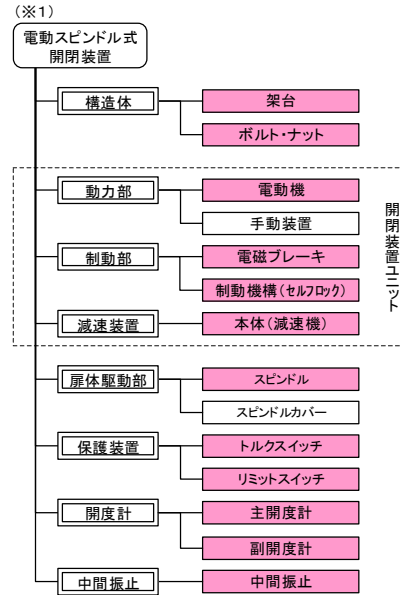 (※1)
電動スピンドル式
開閉装置
構造体
架台
ボルト・ナット
動力部
電動機
手動装置
制動部
電磁ブレーキ
制動機構(セルフロック)
減速装置
本体(減速機)
開閉装置ユニット
扉体駆動部
スピンドル
スピンドルカバー
保護装置
トルクスイッチ
リミットスイッチ
開度計
主開度計
副開度計
中間振止
中間振止